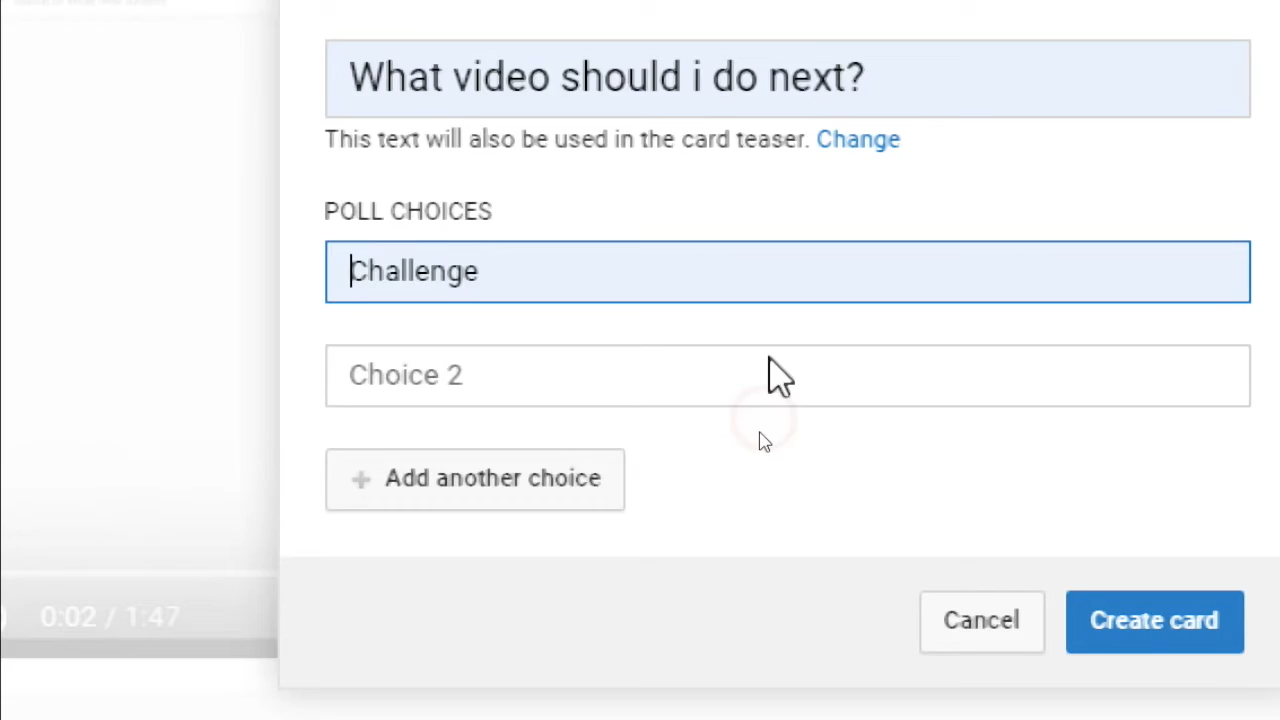 What video should i do next?
This text will also be used in the card teaser. Change
POLL CHOICES
Challenge
Choice 2
+ Add another choice
0:02 / 1:47
Cancel
Create card